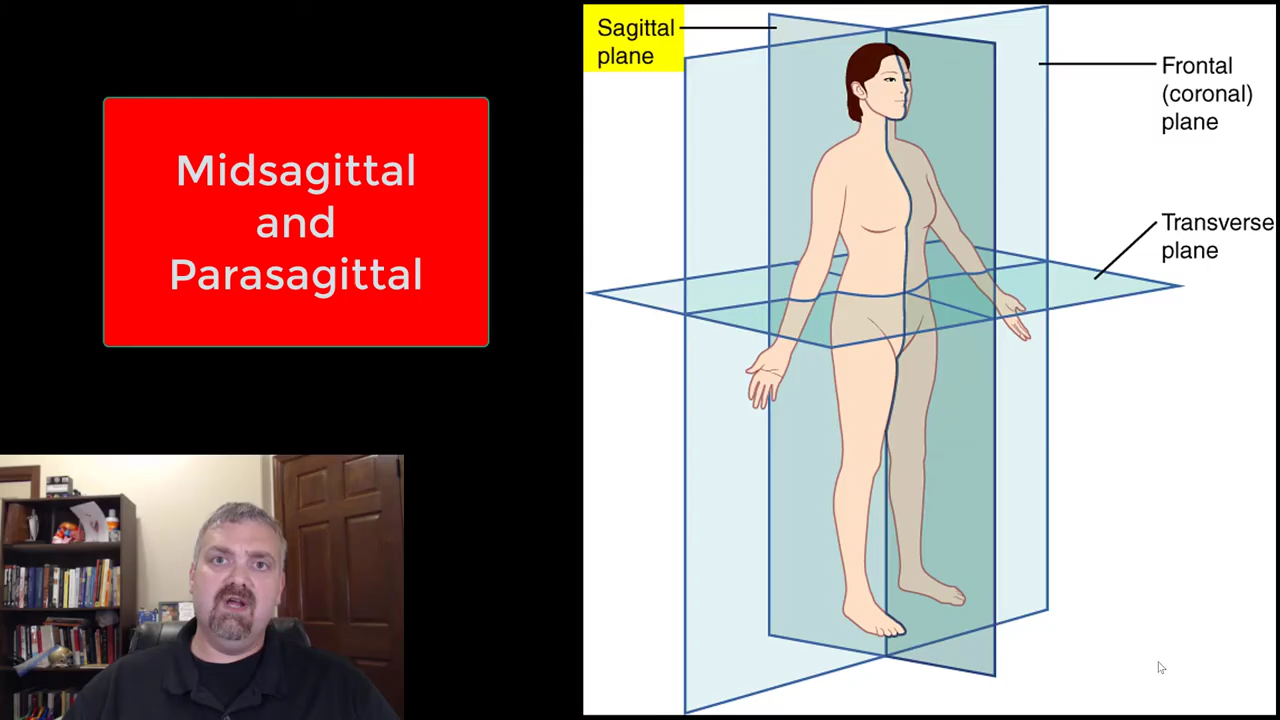 Midsagittal
and
Parasagittal
Sagittal
plane
Frontal
(coronal)
plane
Transverse
plane